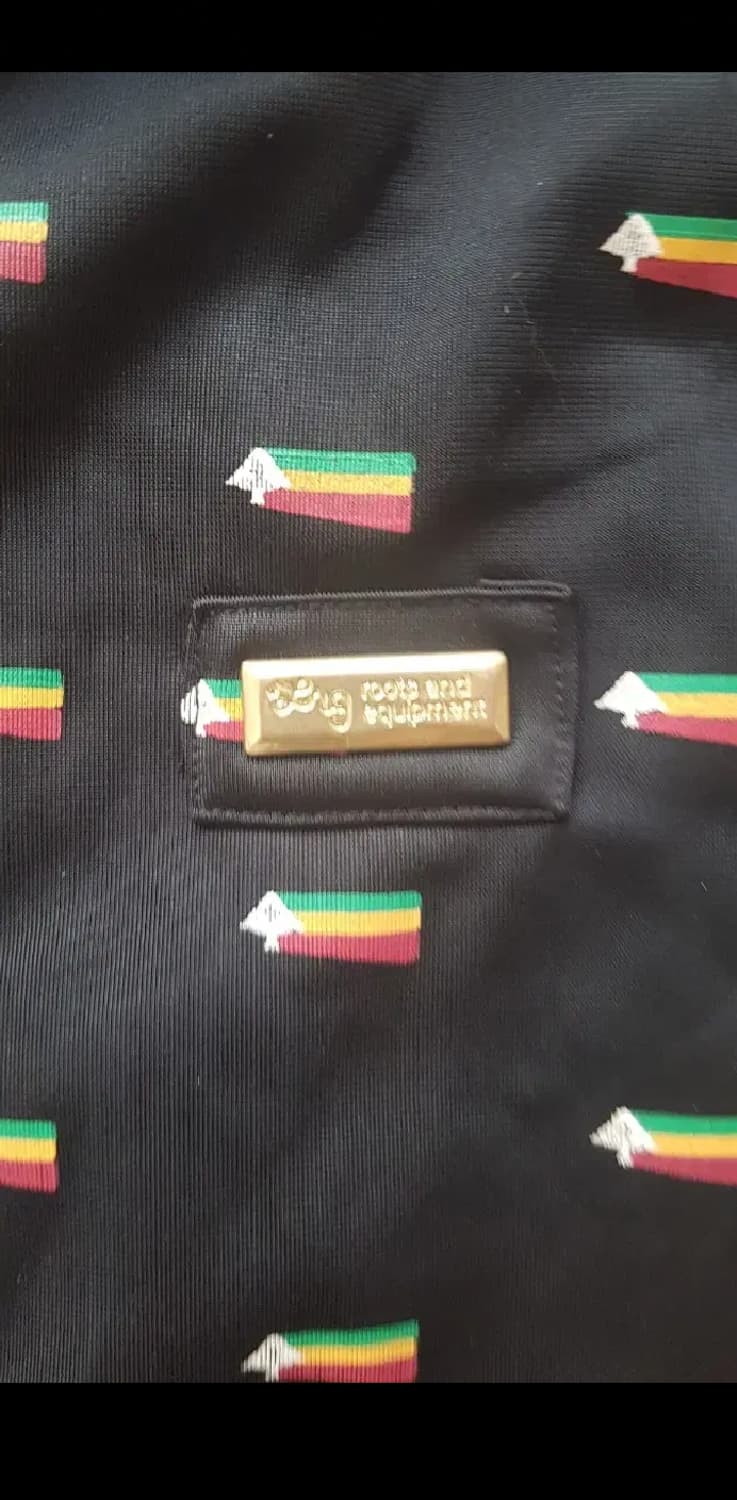 roots and
equipment